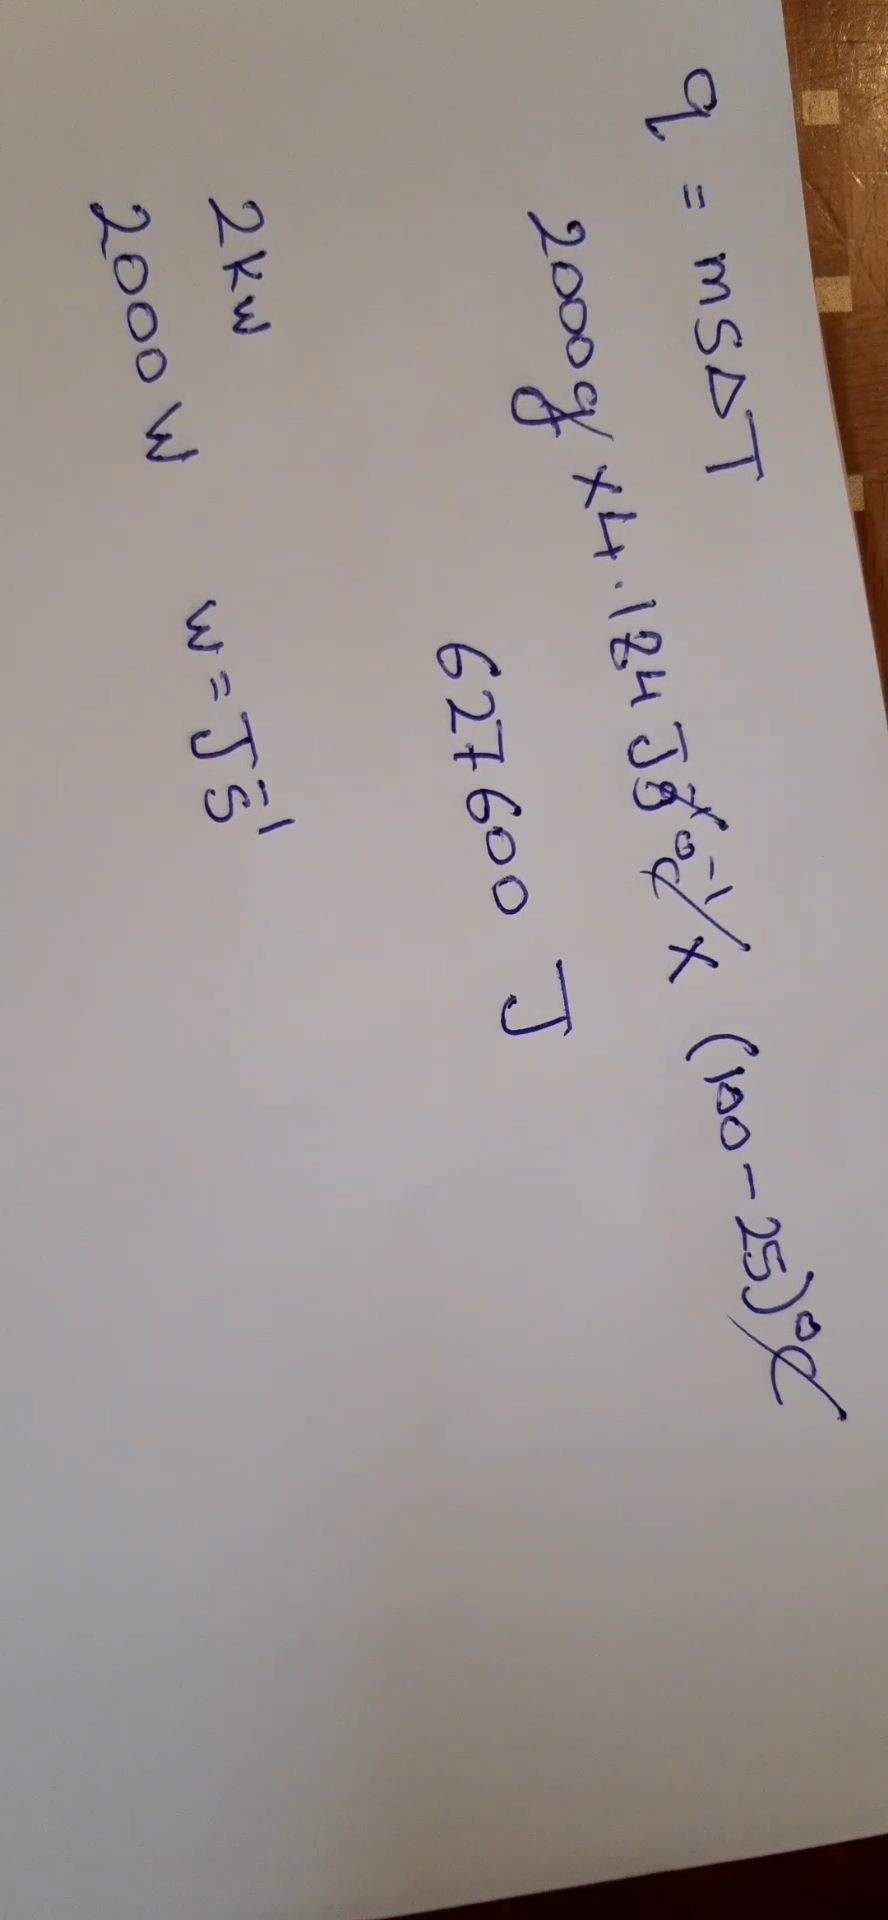 q = msΔT
2000g x 4.184 Jg⁻¹°C⁻¹ x (100-25)°C
627600 J
2kw
2000 W w = JS⁻¹